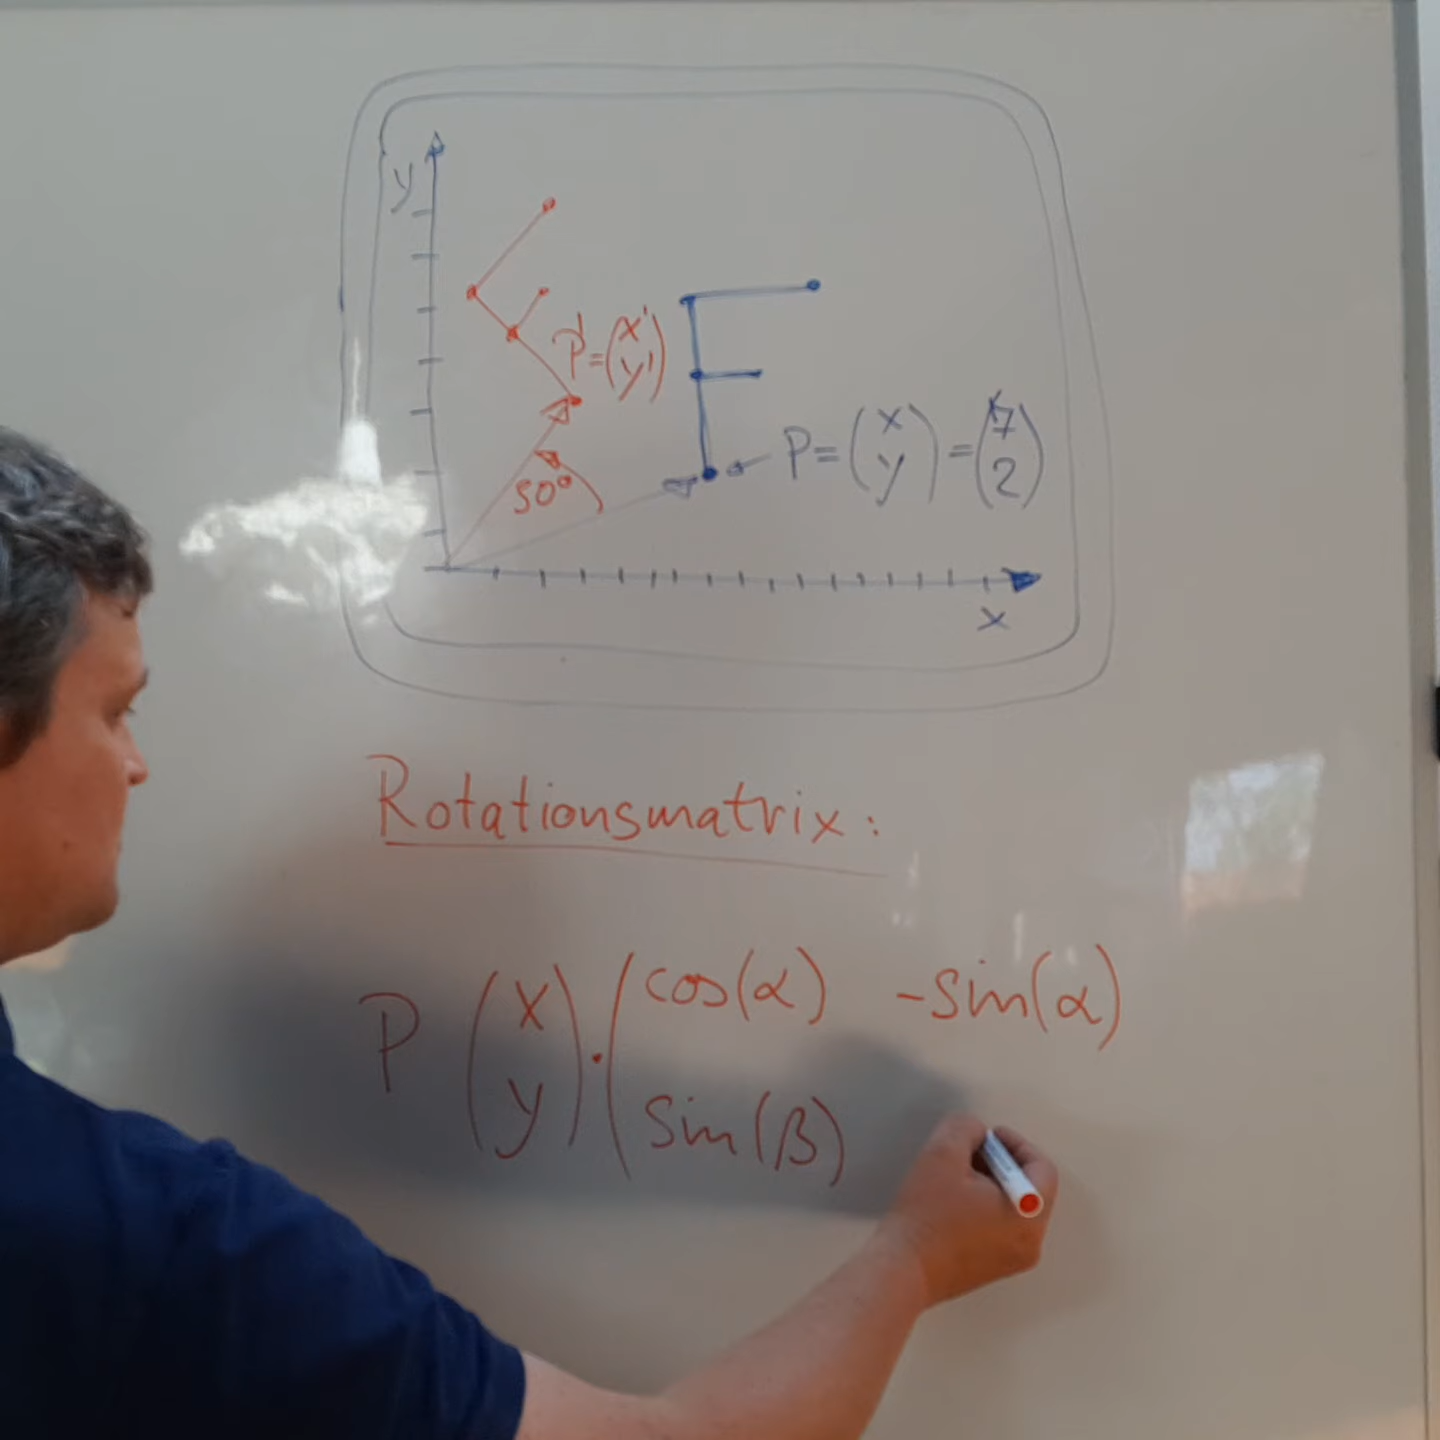 y
P' = (x' y')
P = (x y) = (7 2)
50°
x
Rotationsmatrix:
P (x y) · (cos(α) -sin(α)
sin(β)